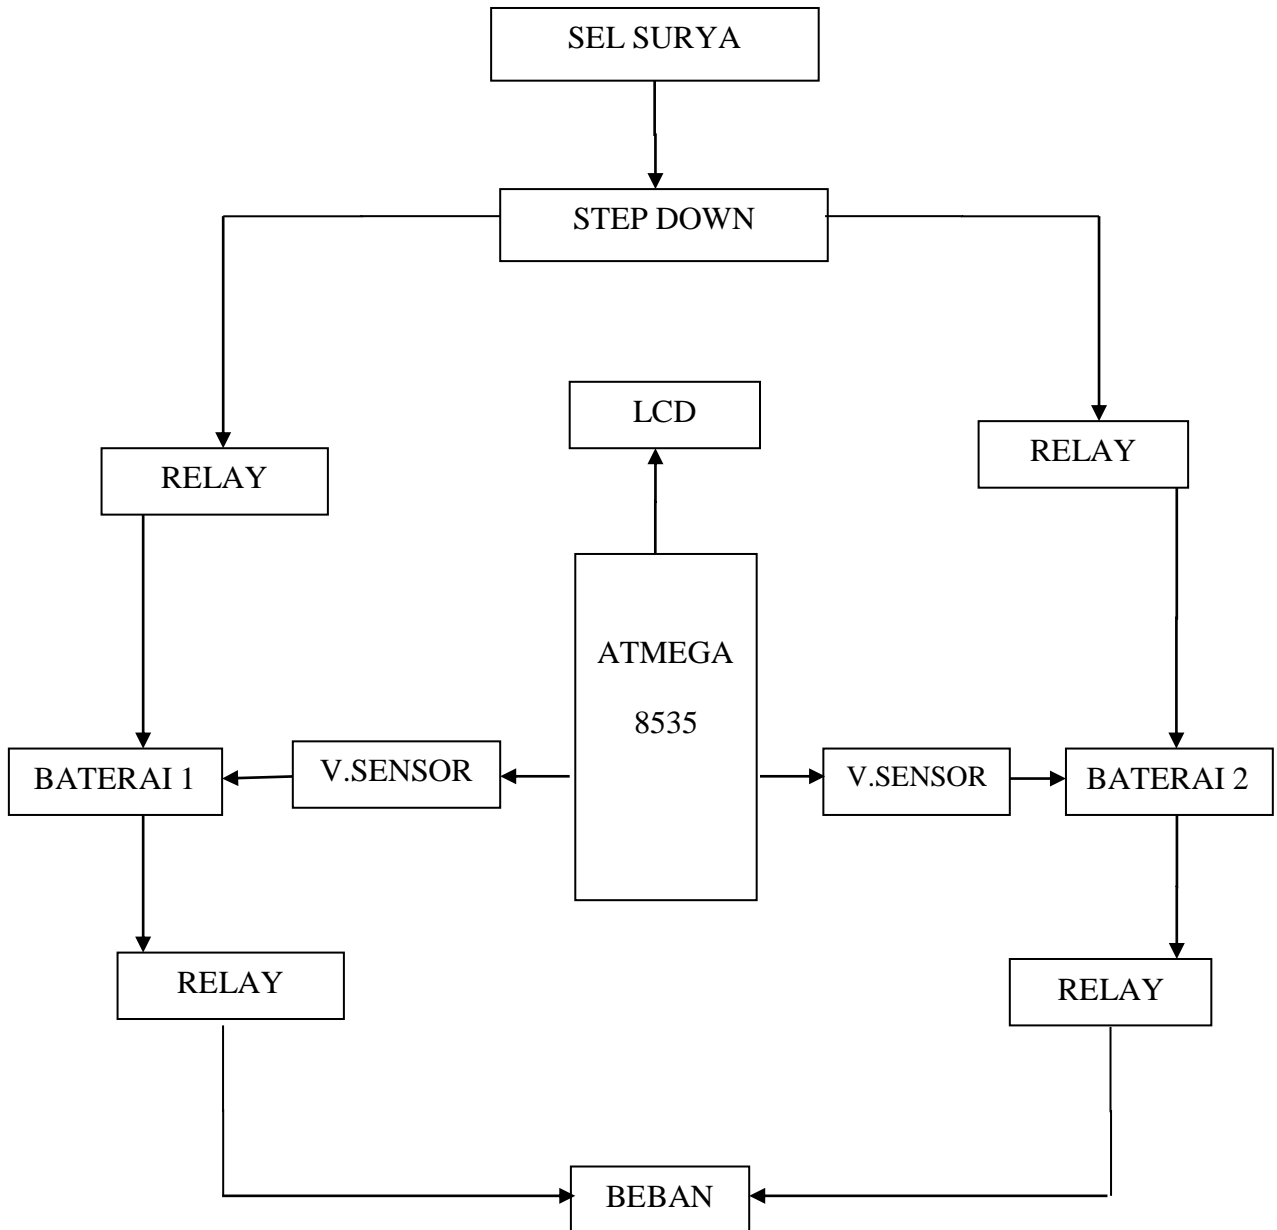 SEL SURYA
STEP DOWN
LCD
RELAY
RELAY
ATMEGA
8535
BATERAI 1
V.SENSOR
V.SENSOR
BATERAI 2
RELAY
RELAY
BEBAN